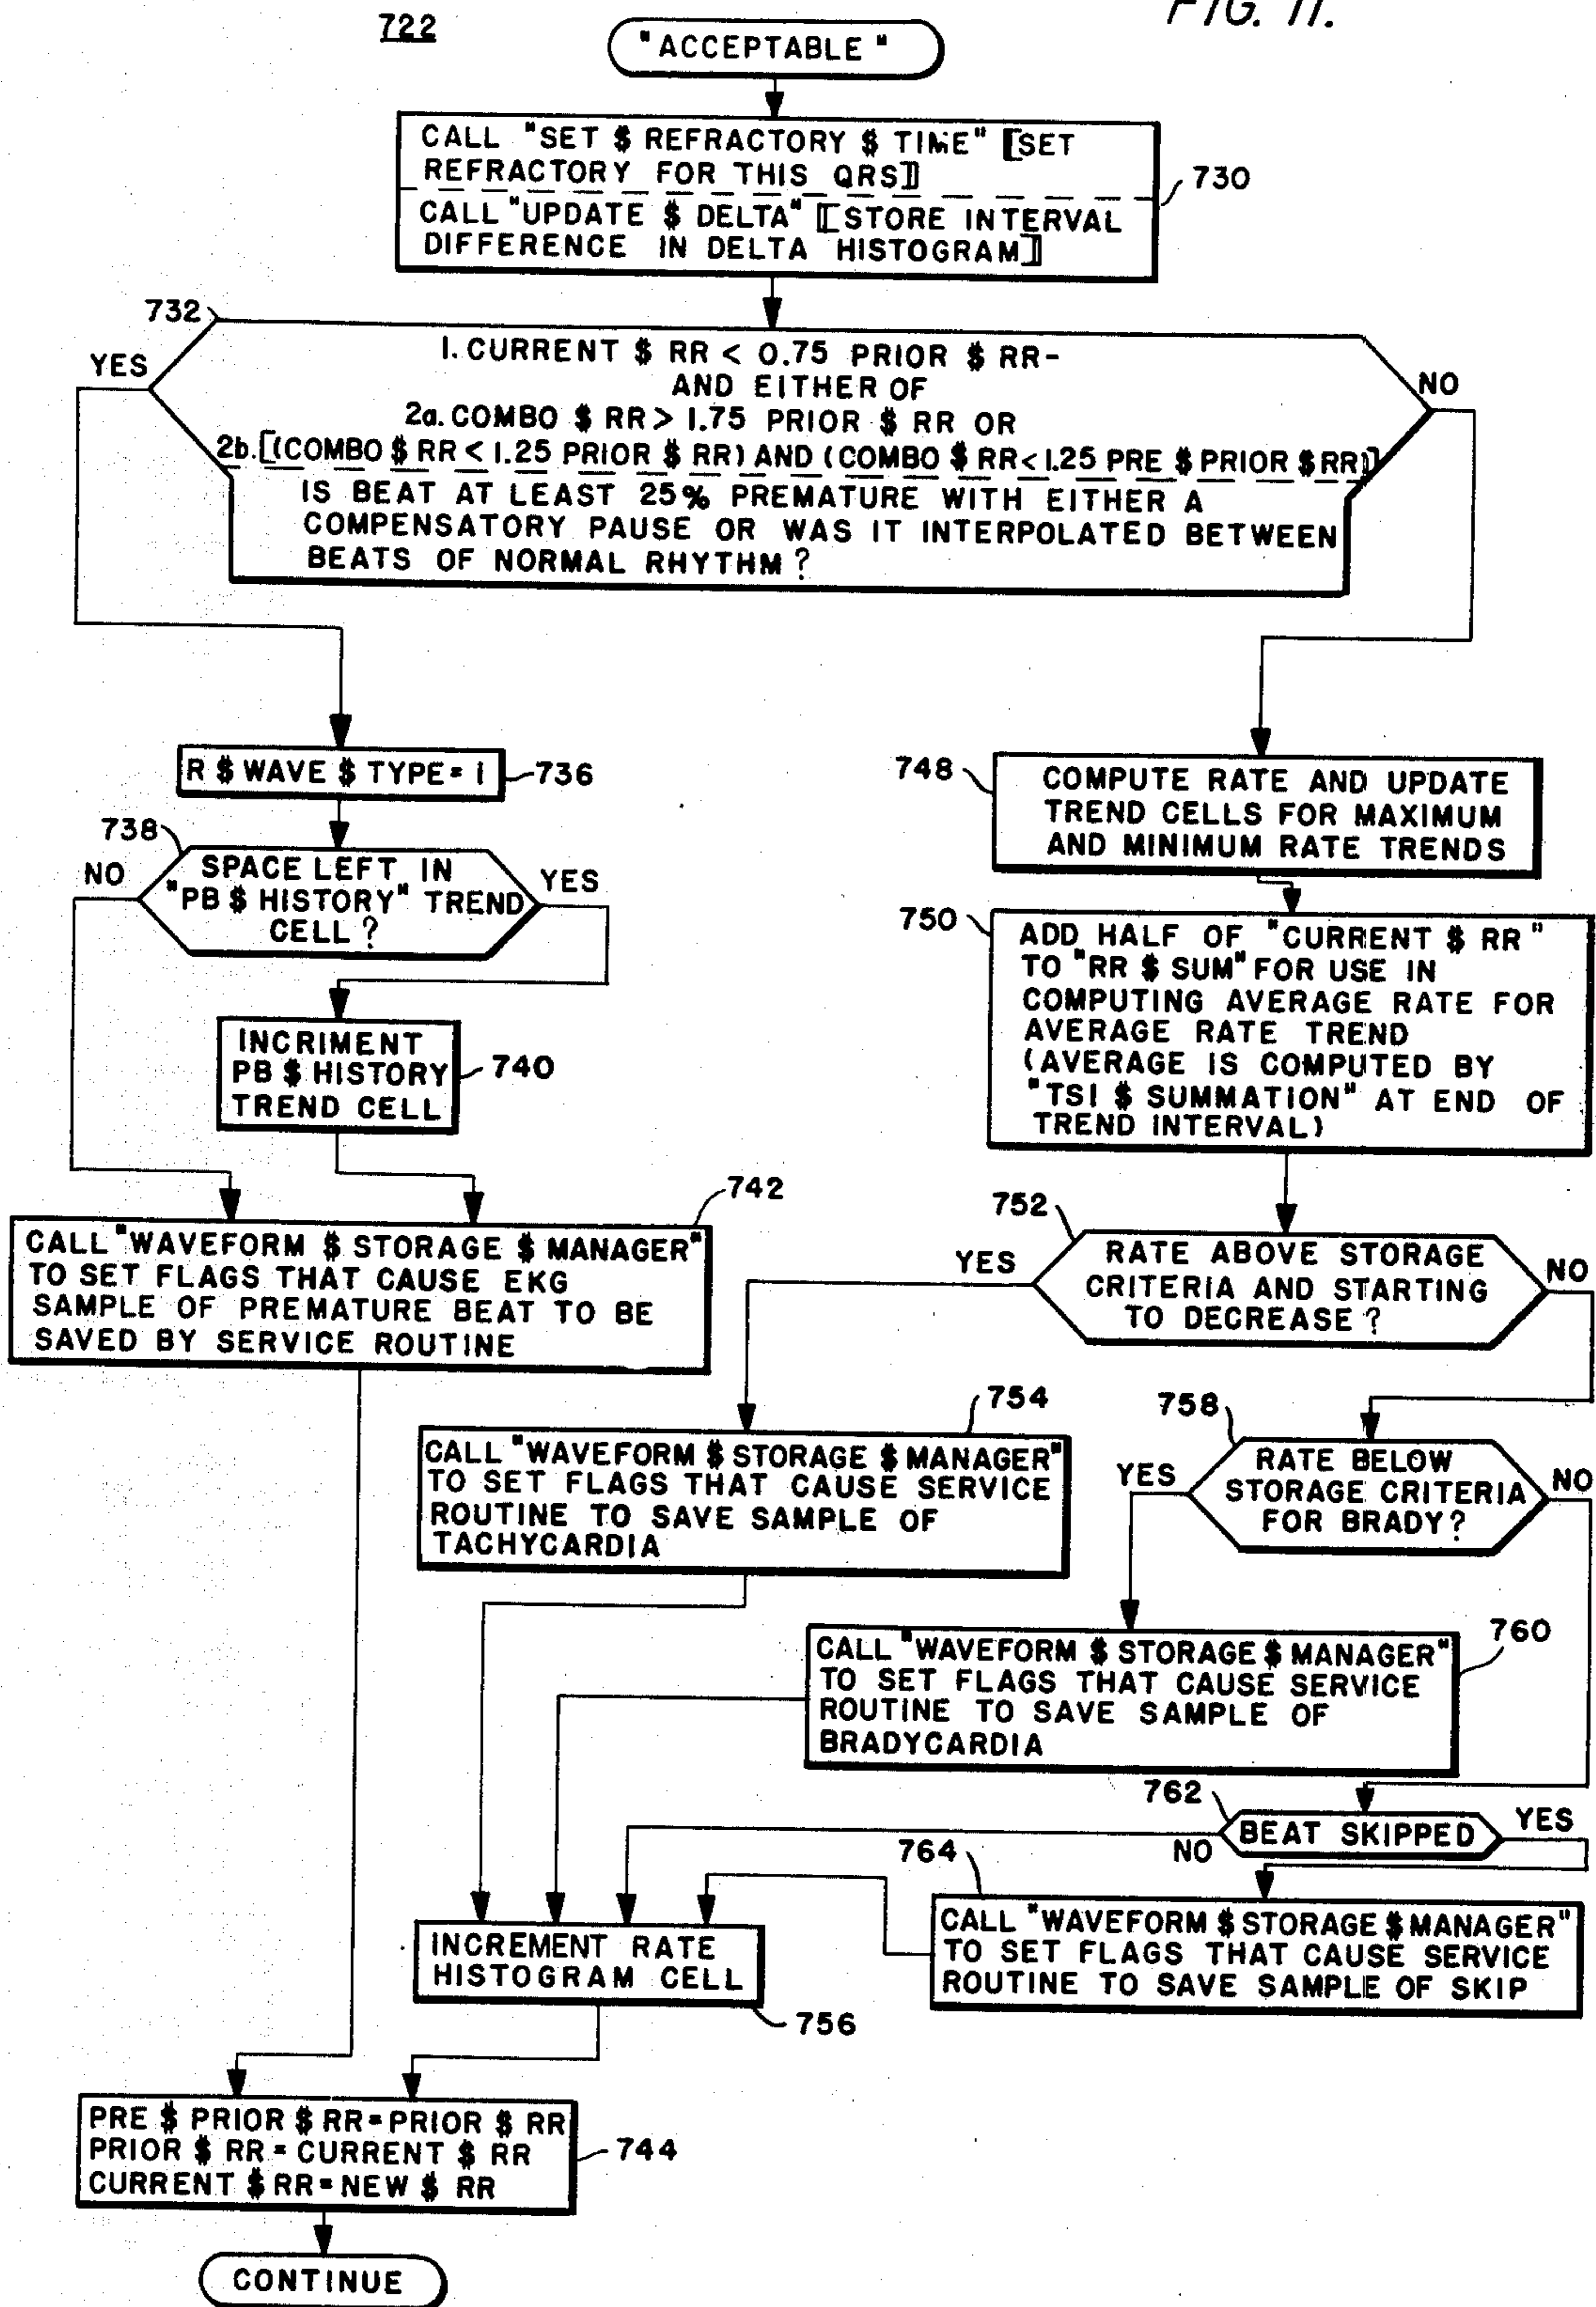 722
FIG. 11.
"ACCEPTABLE"
CALL "SET $ REFRACTORY $ TIME" [[SET
REFRACTORY FOR THIS QRS]]
CALL "UPDATE $ DELTA" [[STORE INTERVAL
DIFFERENCE IN DELTA HISTOGRAM]]
730
732
YES
NO
1. CURRENT $ RR < 0.75 PRIOR $ RR-
AND EITHER OF
2a. COMBO $ RR > 1.75 PRIOR $ RR OR
2b. [(COMBO $ RR < 1.25 PRIOR $ RR) AND (COMBO $ RR < 1.25 PRE $ PRIOR $ RR)]
IS BEAT AT LEAST 25% PREMATURE WITH EITHER A
COMPENSATORY PAUSE OR WAS IT INTERPOLATED BETWEEN
BEATS OF NORMAL RHYTHM?
R $ WAVE $ TYPE = 1
736
738
NO
SPACE LEFT IN
"PB $ HISTORY" TREND
CELL?
YES
INCRIMENT
PB $ HISTORY
TREND CELL
740
742
CALL "WAVEFORM $ STORAGE $ MANAGER"
TO SET FLAGS THAT CAUSE EKG
SAMPLE OF PREMATURE BEAT TO BE
SAVED BY SERVICE ROUTINE
748
COMPUTE RATE AND UPDATE
TREND CELLS FOR MAXIMUM
AND MINIMUM RATE TRENDS
750
ADD HALF OF "CURRENT $ RR"
TO "RR $ SUM" FOR USE IN
COMPUTING AVERAGE RATE FOR
AVERAGE RATE TREND
(AVERAGE IS COMPUTED BY
"TSI $ SUMMATION" AT END OF
TREND INTERVAL)
752
YES
RATE ABOVE STORAGE
CRITERIA AND STARTING
TO DECREASE?
NO
754
CALL "WAVEFORM $ STORAGE $ MANAGER"
TO SET FLAGS THAT CAUSE SERVICE
ROUTINE TO SAVE SAMPLE OF
TACHYCARDIA
758
YES
RATE BELOW
STORAGE CRITERIA
FOR BRADY?
NO
760
CALL "WAVEFORM $ STORAGE $ MANAGER"
TO SET FLAGS THAT CAUSE SERVICE
ROUTINE TO SAVE SAMPLE OF
BRADYCARDIA
762
BEAT SKIPPED
YES
NO
764
CALL "WAVEFORM $ STORAGE $ MANAGER"
TO SET FLAGS THAT CAUSE SERVICE
ROUTINE TO SAVE SAMPLE OF SKIP
INCREMENT RATE
HISTOGRAM CELL
756
PRE $ PRIOR $ RR = PRIOR $ RR
PRIOR $ RR = CURRENT $ RR
CURRENT $ RR = NEW $ RR
744
CONTINUE